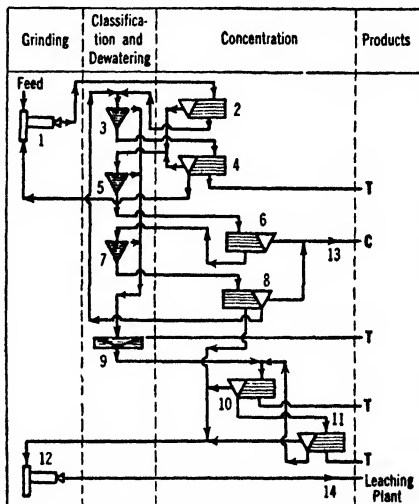 Grinding
Classifica-
tion and
Dewatering
Concentration
Products
Feed
1
2
3
4
5
T
6
7
C
13
8
T
9
10
T
11
12
T
14
Leaching
Plant